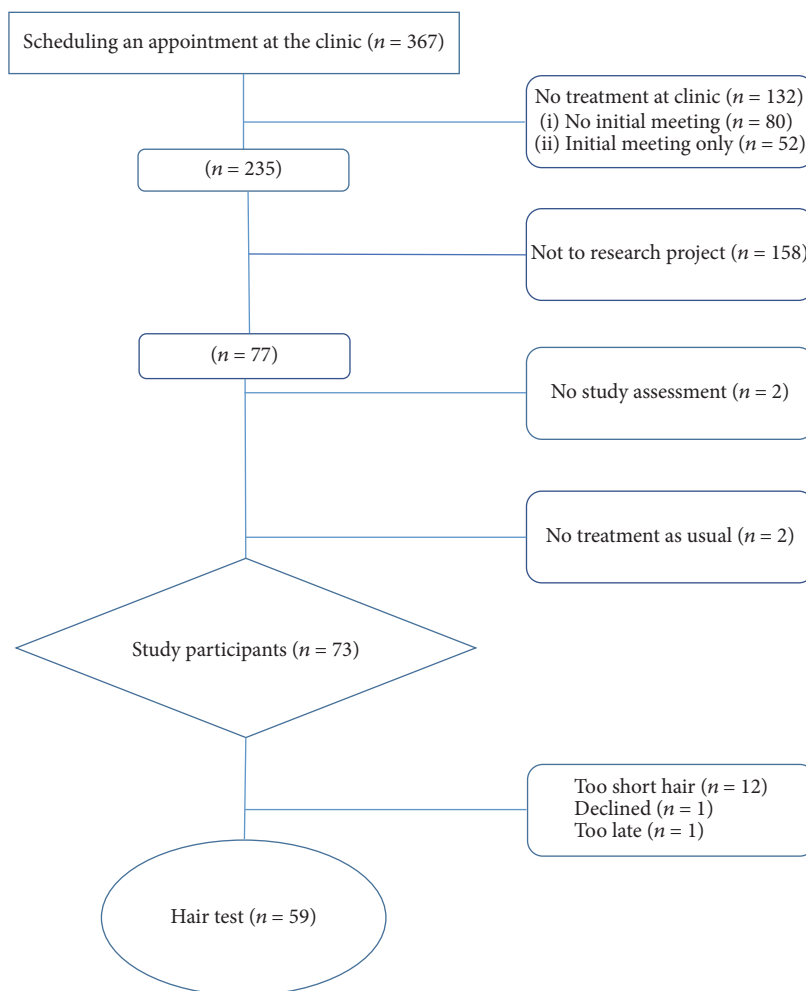 Scheduling an appointment at the clinic (n = 367)
No treatment at clinic (n = 132)
(i) No initial meeting (n = 80)
(ii) Initial meeting only (n = 52)
(n = 235)
Not to research project (n = 158)
(n = 77)
No study assessment (n = 2)
No treatment as usual (n = 2)
Study participants (n = 73)
Too short hair (n = 12)
Declined (n = 1)
Too late (n = 1)
Hair test (n = 59)